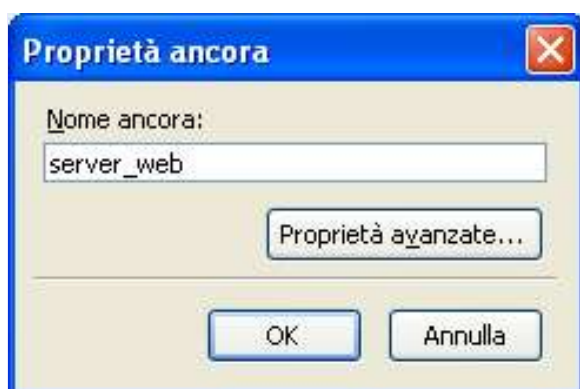 Proprietà ancora
Nome ancora:
server_web
Proprietà avanzate...
OK Annulla